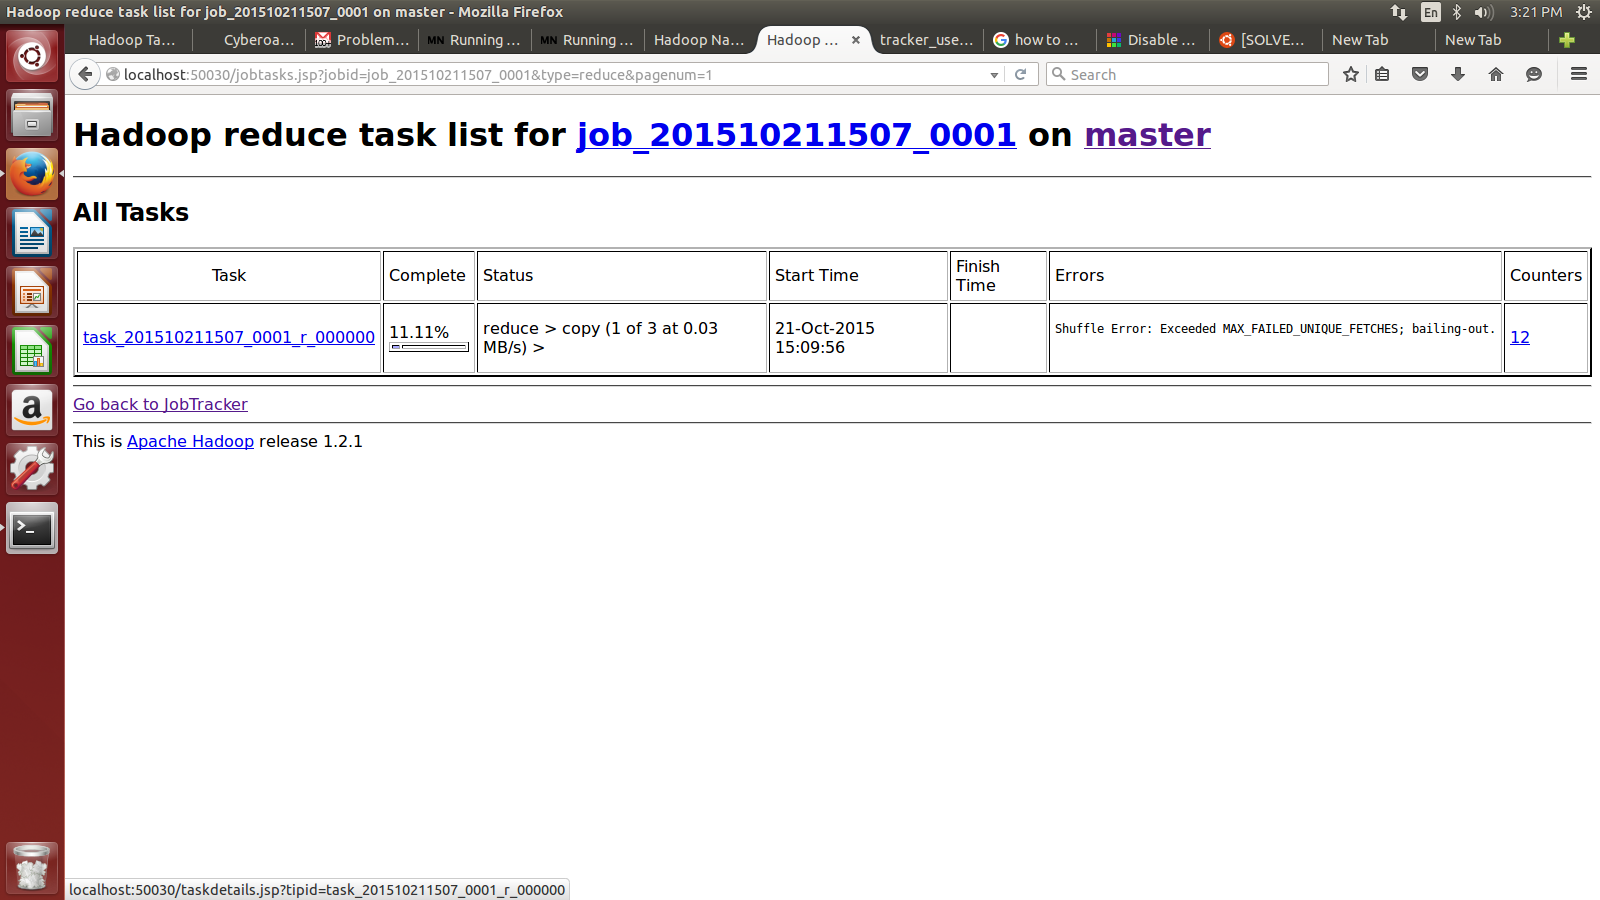 Hadoop reduce task list for job_201510211507_0001 on master - Mozilla Firefox
En
3:21 PM
Hadoop Ta...
Cyberoa...
Problem...
MN Running ...
MN Running ...
Hadoop Na...
Hadoop ...
tracker_use...
how to ...
Disable ...
[SOLVE...
New Tab
New Tab
localhost:50030/jobtasks.jsp?jobid=job_201510211507_0001&type=reduce&pagenum=1
Search
Hadoop reduce task list for job_201510211507_0001 on master
All Tasks
Task
Complete
Status
Start Time
Finish
Time
Errors
Counters
task_201510211507_0001_r_000000
11.11%
reduce > copy (1 of 3 at 0.03
MB/s) >
21-Oct-2015
15:09:56
Shuffle Error: Exceeded MAX_FAILED_UNIQUE_FETCHES; bailing-out.
12
Go back to JobTracker
This is Apache Hadoop release 1.2.1
localhost:50030/taskdetails.jsp?tipid=task_201510211507_0001_r_000000